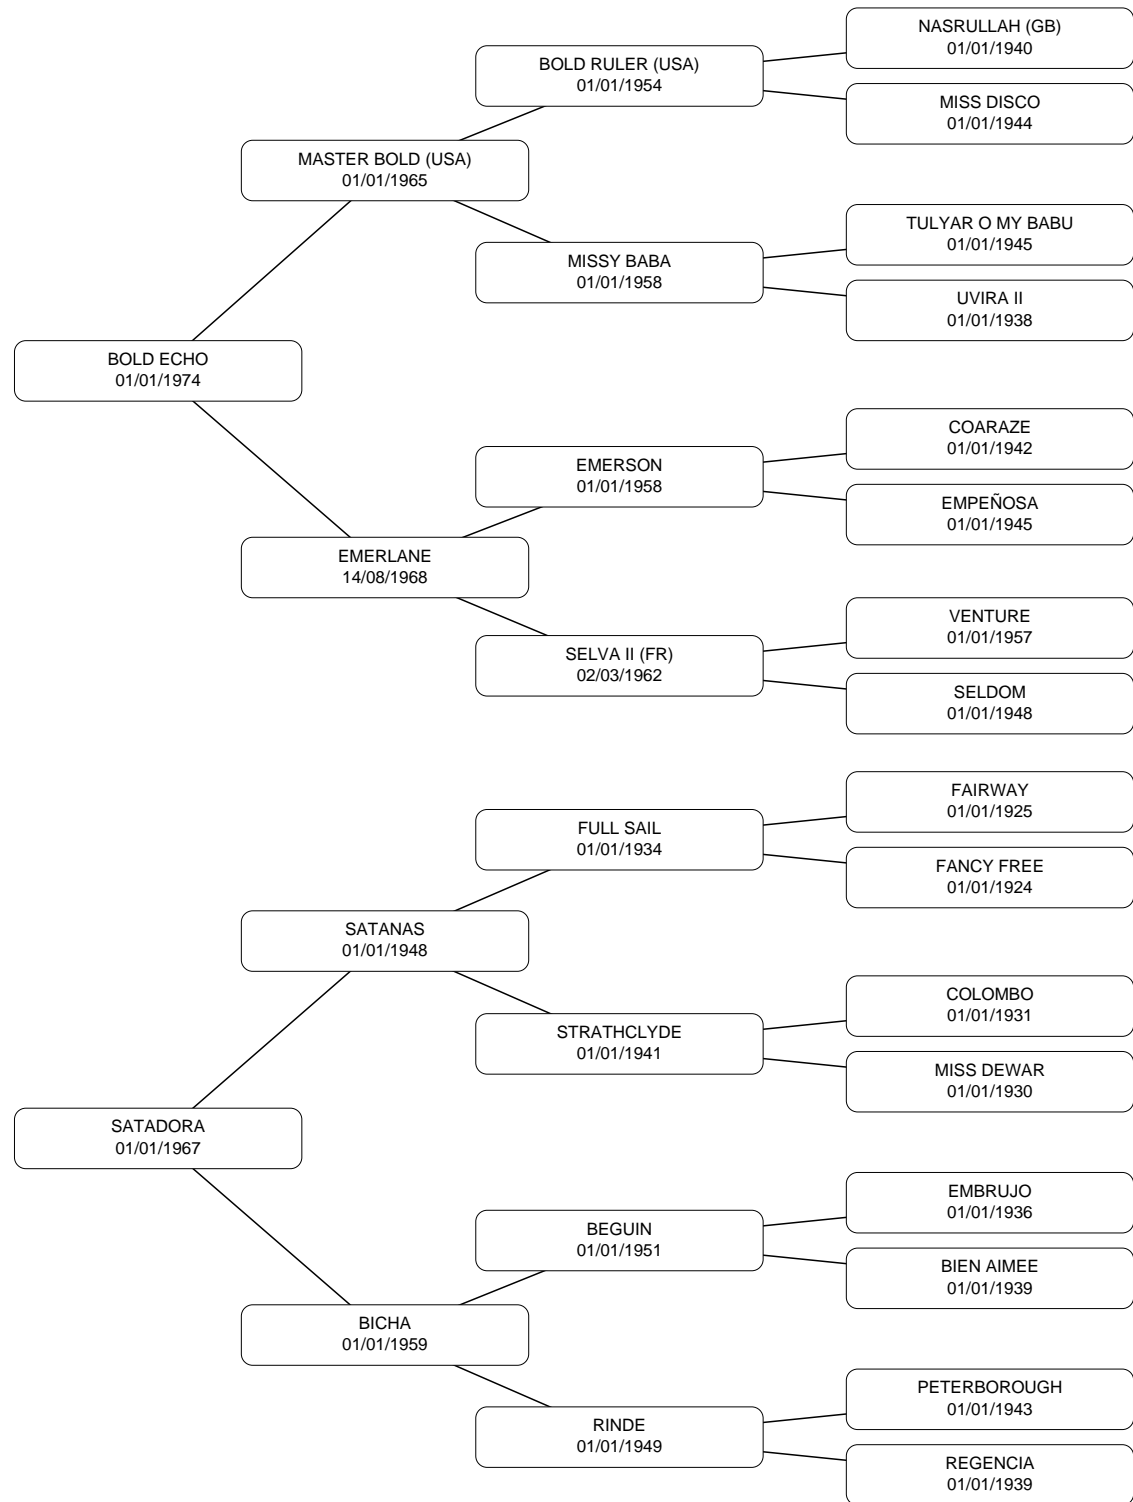 NASRULLAH (GB)
01/01/1940
BOLD RULER (USA)
01/01/1954
MISS DISCO
01/01/1944
MASTER BOLD (USA)
01/01/1965
TULYAR O MY BABU
01/01/1945
MISSY BABA
01/01/1958
UVIRA II
01/01/1938
BOLD ECHO
01/01/1974
COARAZE
01/01/1942
EMERSON
01/01/1958
EMPEÑOSA
01/01/1945
EMERLANE
14/08/1968
VENTURE
01/01/1957
SELVA II (FR)
02/03/1962
SELDOM
01/01/1948
FAIRWAY
01/01/1925
FULL SAIL
01/01/1934
FANCY FREE
01/01/1924
SATANAS
01/01/1948
COLOMBO
01/01/1931
STRATHCLYDE
01/01/1941
MISS DEWAR
01/01/1930
SATADORA
01/01/1967
EMBRUJO
01/01/1936
BEGUIN
01/01/1951
BIEN AIMEE
01/01/1939
BICHA
01/01/1959
PETERBOROUGH
01/01/1943
RINDE
01/01/1949
REGENCIA
01/01/1939